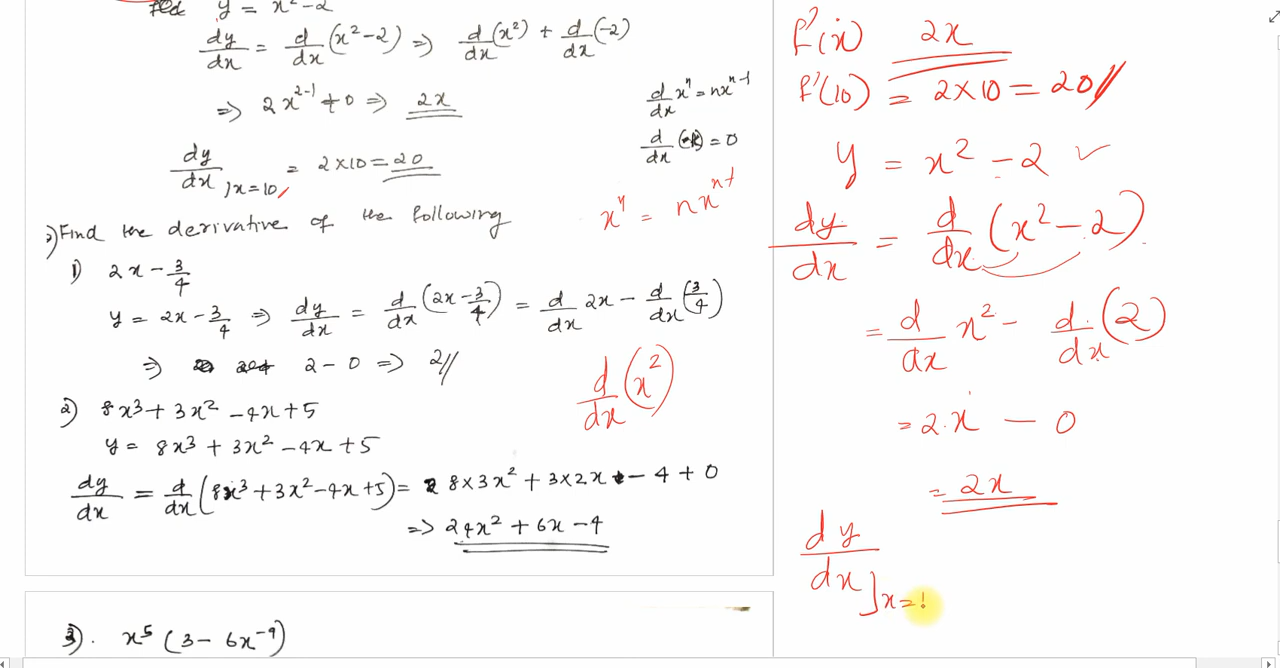 y = x² - 2
dy/dx = d/dx (x² - 2) ⇒ d/dx (x²) + d/dx (-2)
⇒ 2x²⁻¹ + 0 ⇒ 2x
d/dx xⁿ = nxⁿ⁻¹
d/dx (k) = 0
dy/dx ]x=10 = 2×10 = 20
xⁿ = nxⁿ⁻¹
2) Find the derivative of the following
1) 2x - 3/4
y = 2x - 3/4 ⇒ dy/dx = d/dx (2x - 3/4) = d/dx 2x - d/dx (3/4)
⇒ 2 - 0 ⇒ 2//
d/dx (x²)
2) 8x³ + 3x² - 4x + 5
y = 8x³ + 3x² - 4x + 5
dy/dx = d/dx (8x³ + 3x² - 4x + 5) = 8×3x² + 3×2x - 4 + 0
⇒ 24x² + 6x - 4
3). x⁵ (3 - 6x⁻⁹)
f'(x) 2x
f'(10) = 2×10 = 20//
y = x² - 2 ✓
dy/dx = d/dx (x² - 2)
= d/dx x² - d/dx (2)
= 2.x - 0
= 2x
dy/dx ]x=